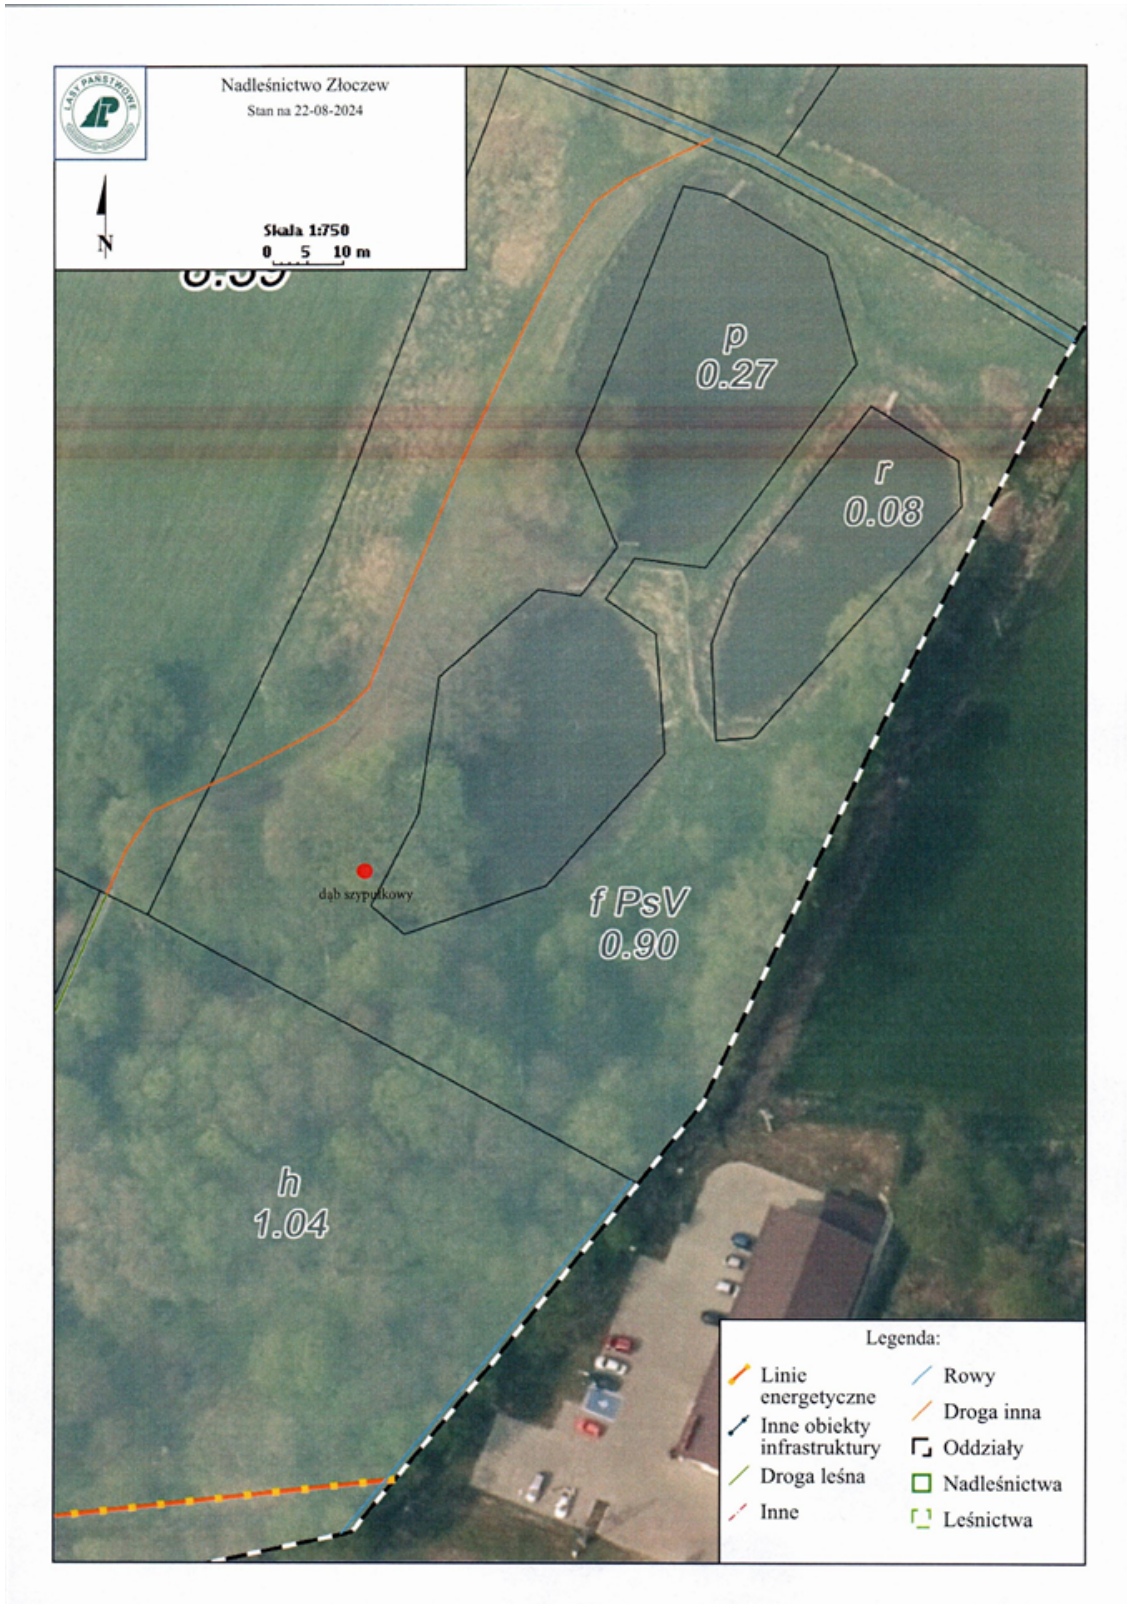 LASY PAŃSTWOWE
Nadleśnictwo Złoczew
Stan na 22-08-2024
N
Skala 1:750
0 5 10 m
p
0.27
r
0.08
dąb szypułkowy
f PsV
0.90
h
1.04
Legenda:
Linie
energetyczne
Inne obiekty
infrastruktury
Droga leśna
Inne
Rowy
Droga inna
Oddziały
Nadleśnictwa
Leśnictwa